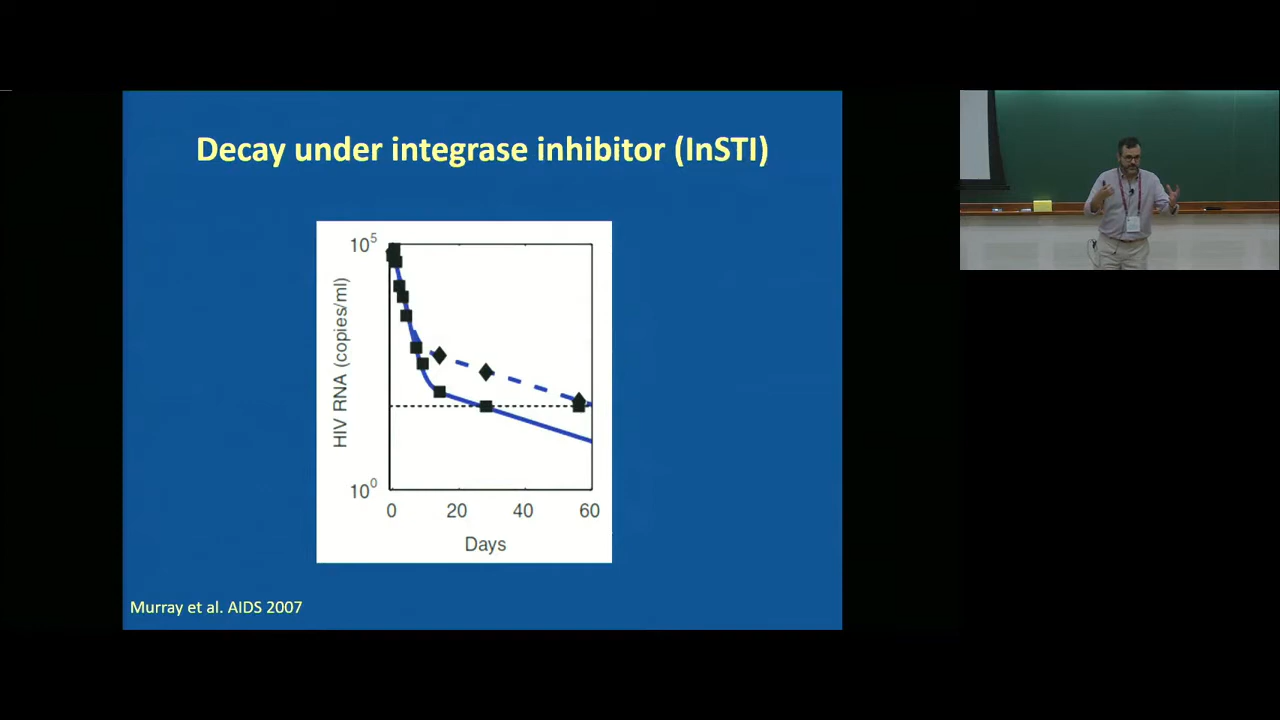 Decay under integrase inhibitor (InSTI)
10^5
HIV RNA (copies/ml)
10^0
0 20 40 60
Days
Murray et al. AIDS 2007